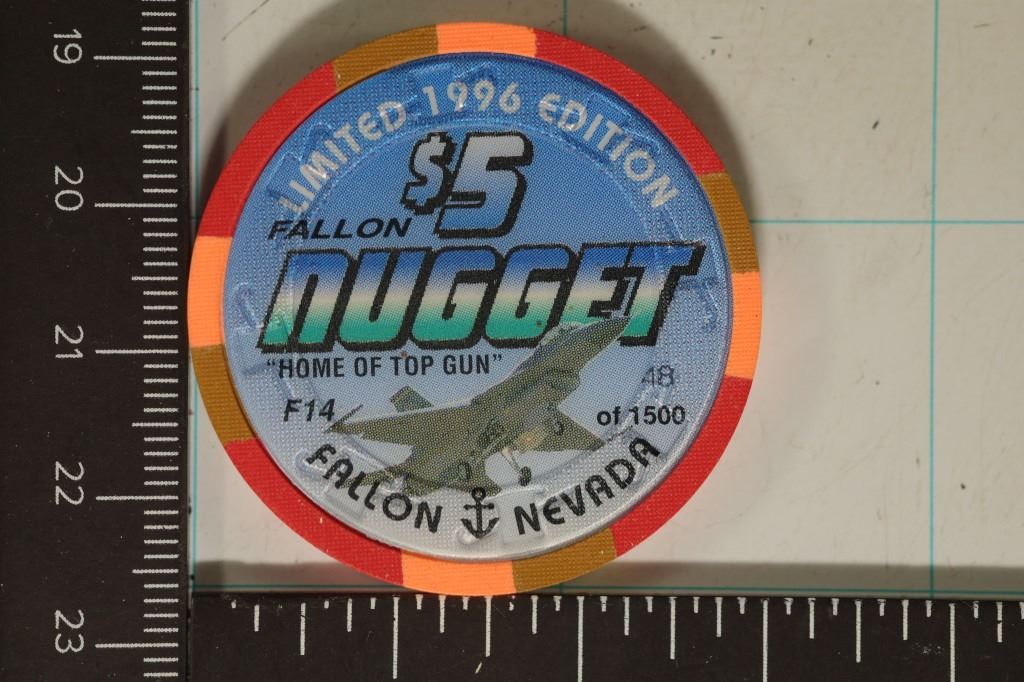 LIMITED 1996 EDITION
$5
FALLON
NUGGET
"HOME OF TOP GUN"
48
F14
of 1500
FALLON NEVADA
19
20
21
22
23